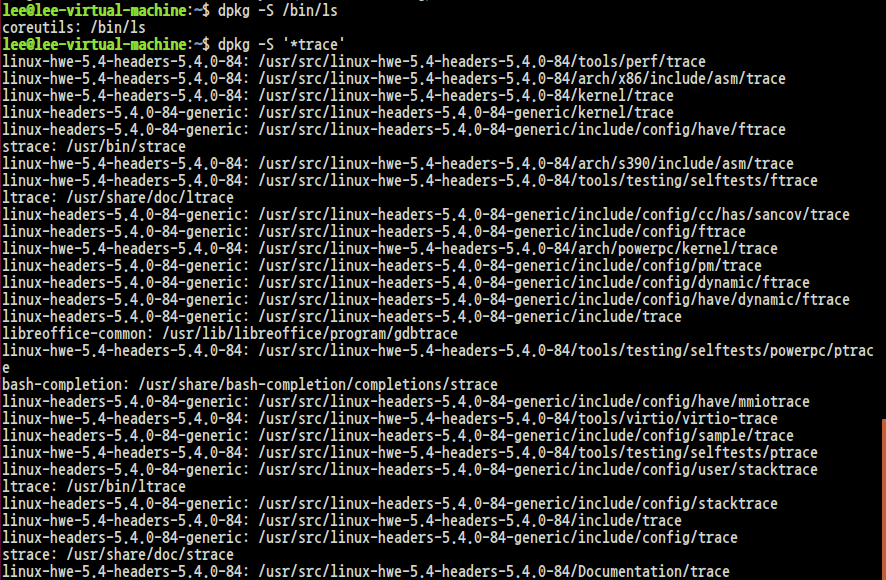 lee@lee-virtual-machine:~$ dpkg -S /bin/ls
coreutils: /bin/ls
lee@lee-virtual-machine:~$ dpkg -S '*trace'
linux-hwe-5.4-headers-5.4.0-84: /usr/src/linux-hwe-5.4-headers-5.4.0-84/tools/perf/trace
linux-hwe-5.4-headers-5.4.0-84: /usr/src/linux-hwe-5.4-headers-5.4.0-84/arch/x86/include/asm/trace
linux-hwe-5.4-headers-5.4.0-84: /usr/src/linux-hwe-5.4-headers-5.4.0-84/kernel/trace
linux-headers-5.4.0-84-generic: /usr/src/linux-headers-5.4.0-84-generic/kernel/trace
linux-headers-5.4.0-84-generic: /usr/src/linux-headers-5.4.0-84-generic/include/config/have/ftrace
strace: /usr/bin/strace
linux-hwe-5.4-headers-5.4.0-84: /usr/src/linux-hwe-5.4-headers-5.4.0-84/arch/s390/include/asm/trace
linux-hwe-5.4-headers-5.4.0-84: /usr/src/linux-hwe-5.4-headers-5.4.0-84/tools/testing/selftests/ftrace
ltrace: /usr/share/doc/ltrace
linux-headers-5.4.0-84-generic: /usr/src/linux-headers-5.4.0-84-generic/include/config/cc/has/sancov/trace
linux-headers-5.4.0-84-generic: /usr/src/linux-headers-5.4.0-84-generic/include/config/ftrace
linux-hwe-5.4-headers-5.4.0-84: /usr/src/linux-hwe-5.4-headers-5.4.0-84/arch/powerpc/kernel/trace
linux-headers-5.4.0-84-generic: /usr/src/linux-headers-5.4.0-84-generic/include/config/pm/trace
linux-headers-5.4.0-84-generic: /usr/src/linux-headers-5.4.0-84-generic/include/config/dynamic/ftrace
linux-headers-5.4.0-84-generic: /usr/src/linux-headers-5.4.0-84-generic/include/config/have/dynamic/ftrace
linux-headers-5.4.0-84-generic: /usr/src/linux-headers-5.4.0-84-generic/include/trace
libreoffice-common: /usr/lib/libreoffice/program/gdbtrace
linux-hwe-5.4-headers-5.4.0-84: /usr/src/linux-hwe-5.4-headers-5.4.0-84/tools/testing/selftests/powerpc/ptrac
e
bash-completion: /usr/share/bash-completion/completions/strace
linux-headers-5.4.0-84-generic: /usr/src/linux-headers-5.4.0-84-generic/include/config/have/mmiotrace
linux-hwe-5.4-headers-5.4.0-84: /usr/src/linux-hwe-5.4-headers-5.4.0-84/tools/virtio/virtio-trace
linux-headers-5.4.0-84-generic: /usr/src/linux-headers-5.4.0-84-generic/include/config/sample/trace
linux-hwe-5.4-headers-5.4.0-84: /usr/src/linux-hwe-5.4-headers-5.4.0-84/tools/testing/selftests/ptrace
linux-headers-5.4.0-84-generic: /usr/src/linux-headers-5.4.0-84-generic/include/config/user/stacktrace
ltrace: /usr/bin/ltrace
linux-headers-5.4.0-84-generic: /usr/src/linux-headers-5.4.0-84-generic/include/config/stacktrace
linux-hwe-5.4-headers-5.4.0-84: /usr/src/linux-hwe-5.4-headers-5.4.0-84/include/trace
linux-headers-5.4.0-84-generic: /usr/src/linux-headers-5.4.0-84-generic/include/config/trace
strace: /usr/share/doc/strace
linux-hwe-5.4-headers-5.4.0-84: /usr/src/linux-hwe-5.4-headers-5.4.0-84/Documentation/trace